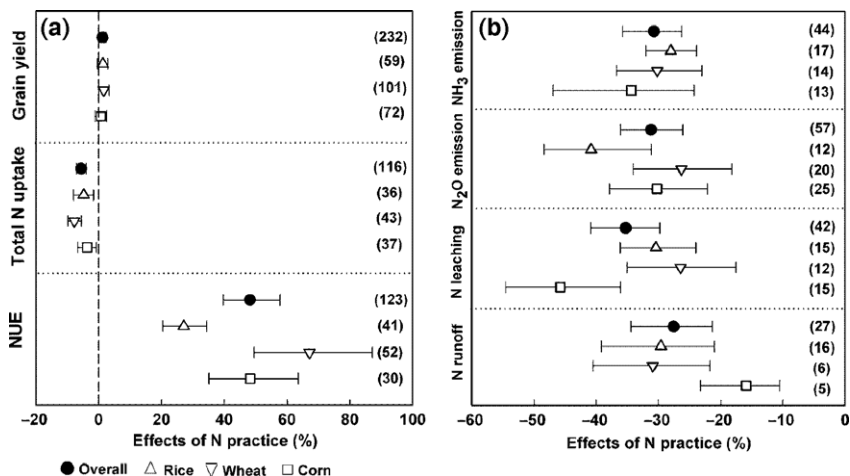 (a)
Grain yield
(232)
(59)
(101)
(72)
Total N uptake
(116)
(36)
(43)
(37)
NUE
(123)
(41)
(52)
(30)
−20 0 20 40 60 80 100
Effects of N practice (%)
● Overall △ Rice ▽ Wheat □ Corn
(b)
NH₃ emission
(44)
(17)
(14)
(13)
N₂O emission
(57)
(12)
(20)
(25)
N leaching
(42)
(15)
(12)
(15)
N runoff
(27)
(16)
(6)
(5)
−60 −50 −40 −30 −20 −10 0
Effects of N practice (%)